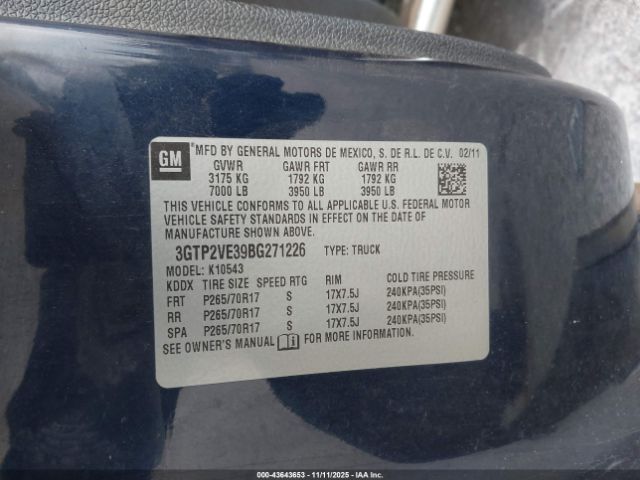 GM
MFD BY GENERAL MOTORS DE MEXICO, S. DE R.L. DE C.V. 02/11
GVWR GAWR FRT GAWR RR
3175 KG 1792 KG 1792 KG
7000 LB 3950 LB 3950 LB
THIS VEHICLE CONFORMS TO ALL APPLICABLE U.S. FEDERAL MOTOR
VEHICLE SAFETY STANDARDS IN EFFECT ON THE DATE OF
MANUFACTURE SHOWN ABOVE.
3GTP2VE39BG271226 TYPE: TRUCK
MODEL: K10543
KDDX TIRE SIZE SPEED RTG RIM COLD TIRE PRESSURE
FRT P265/70R17 S 17X7.5J 240KPA(35PSI)
RR P265/70R17 S 17X7.5J 240KPA(35PSI)
SPA P265/70R17 S 17X7.5J 240KPA(35PSI)
SEE OWNER'S MANUAL FOR MORE INFORMATION.
000-43643653 - 11/11/2025 - IAA, Inc.